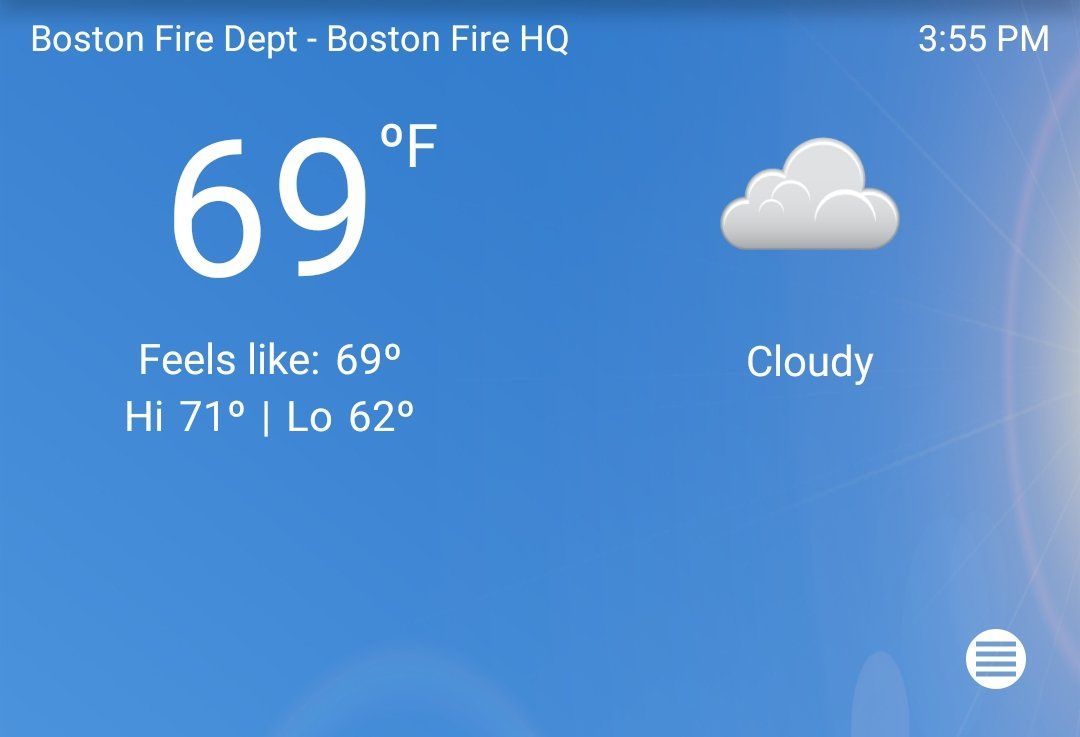 Boston Fire Dept - Boston Fire HQ
3:55 PM
69 ºF
Feels like: 69º
Hi 71º | Lo 62º
Cloudy